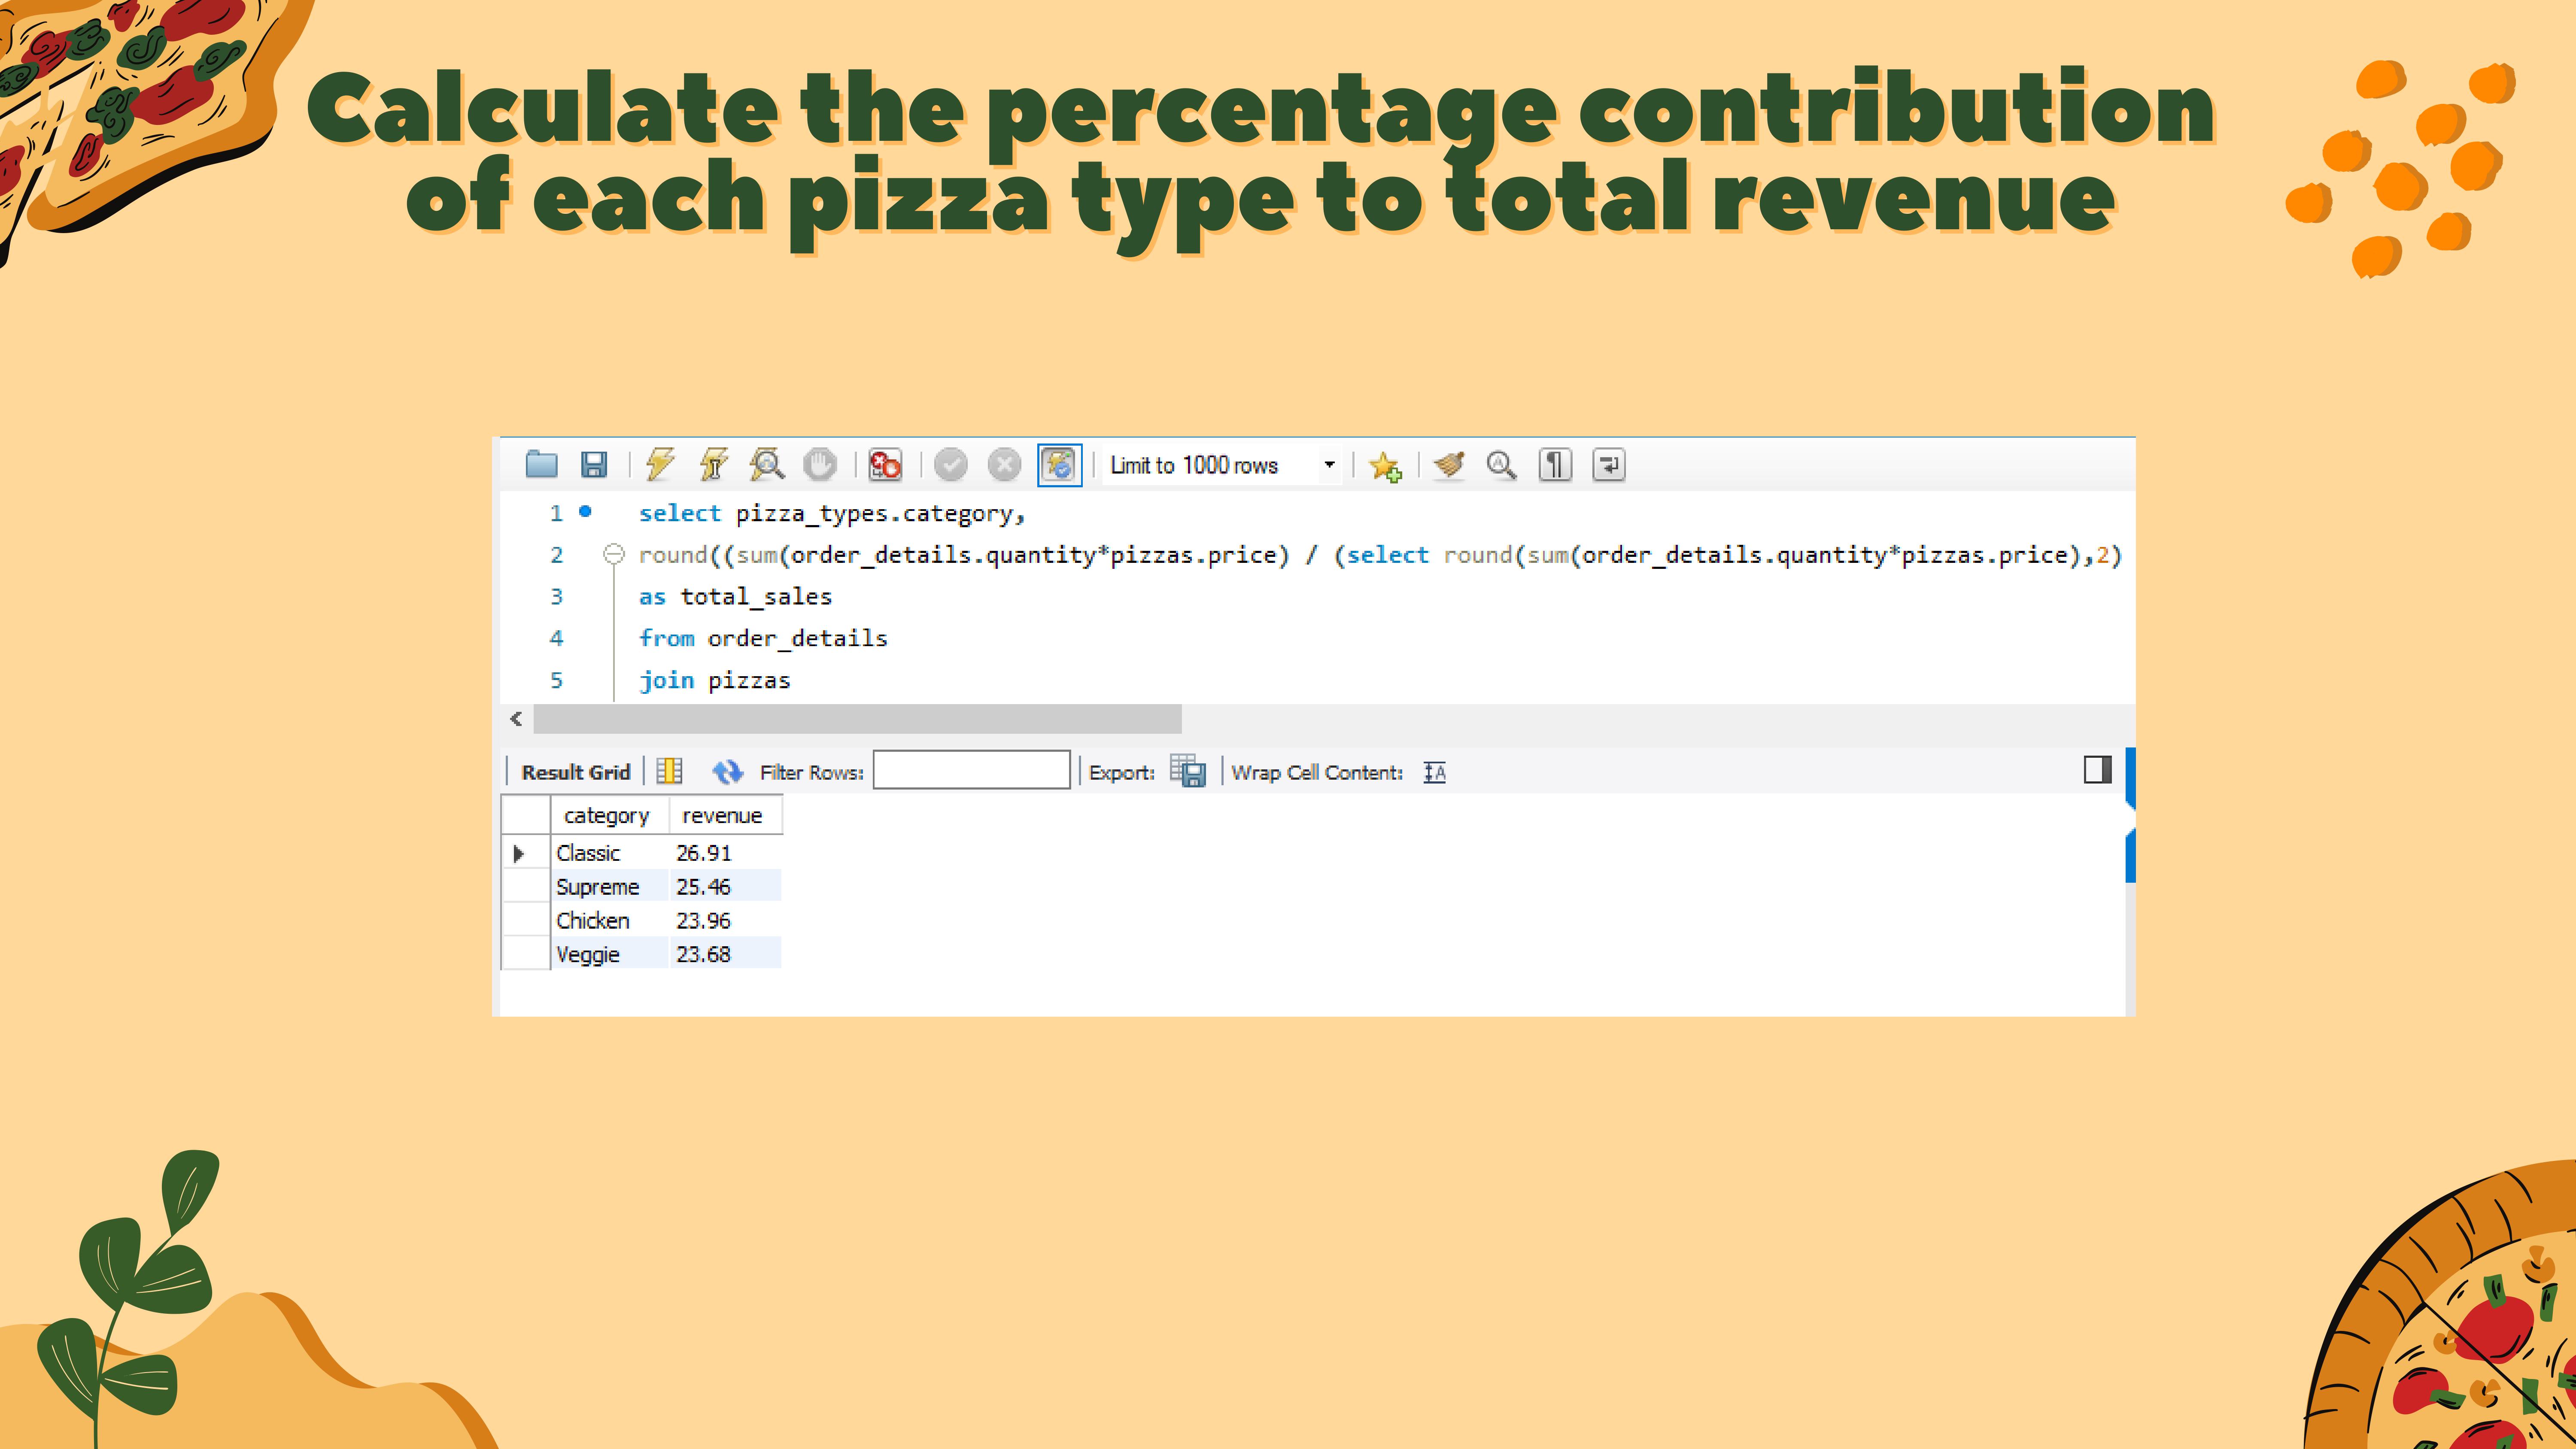 Calculate the percentage contribution
of each pizza type to total revenue
Limit to 1000 rows
1 select pizza_types.category,
2 round((sum(order_details.quantity*pizzas.price) / (select round(sum(order_details.quantity*pizzas.price),2)
3 as total_sales
4 from order_details
5 join pizzas
Result Grid Filter Rows: Export: Wrap Cell Content:
category revenue
Classic 26.91
Supreme 25.46
Chicken 23.96
Veggie 23.68